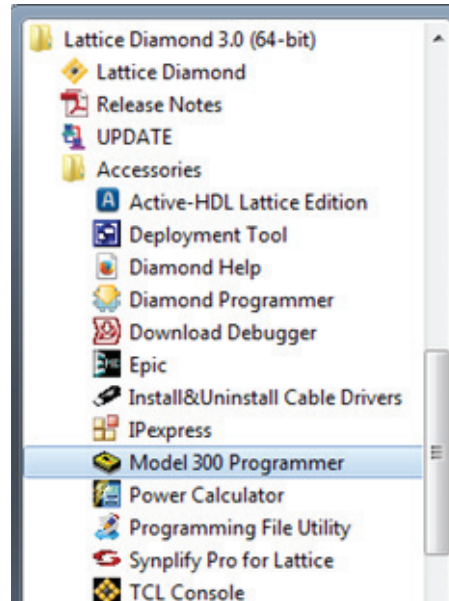 Lattice Diamond 3.0 (64-bit)
Lattice Diamond
Release Notes
UPDATE
Accessories
Active-HDL Lattice Edition
Deployment Tool
Diamond Help
Diamond Programmer
Download Debugger
Epic
Install&Uninstall Cable Drivers
IPexpress
Model 300 Programmer
Power Calculator
Programming File Utility
Synplify Pro for Lattice
TCL Console